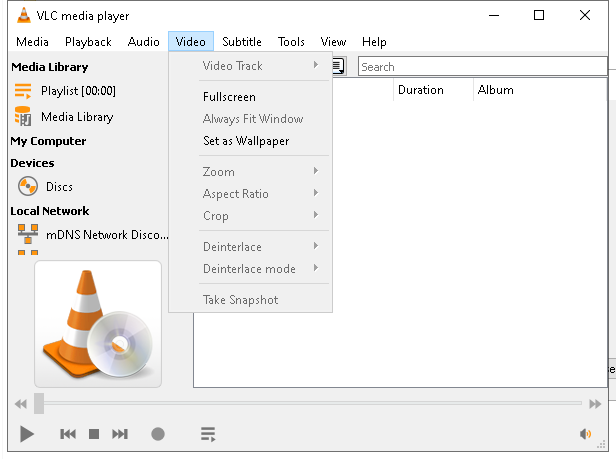 VLC media player
Media Playback Audio Video Subtitle Tools View Help
Media Library
Playlist [00:00]
Media Library
My Computer
Devices
Discs
Local Network
mDNS Network Disco...
Video Track
Fullscreen
Always Fit Window
Set as Wallpaper
Zoom
Aspect Ratio
Crop
Deinterlace
Deinterlace mode
Take Snapshot
Search
Duration Album